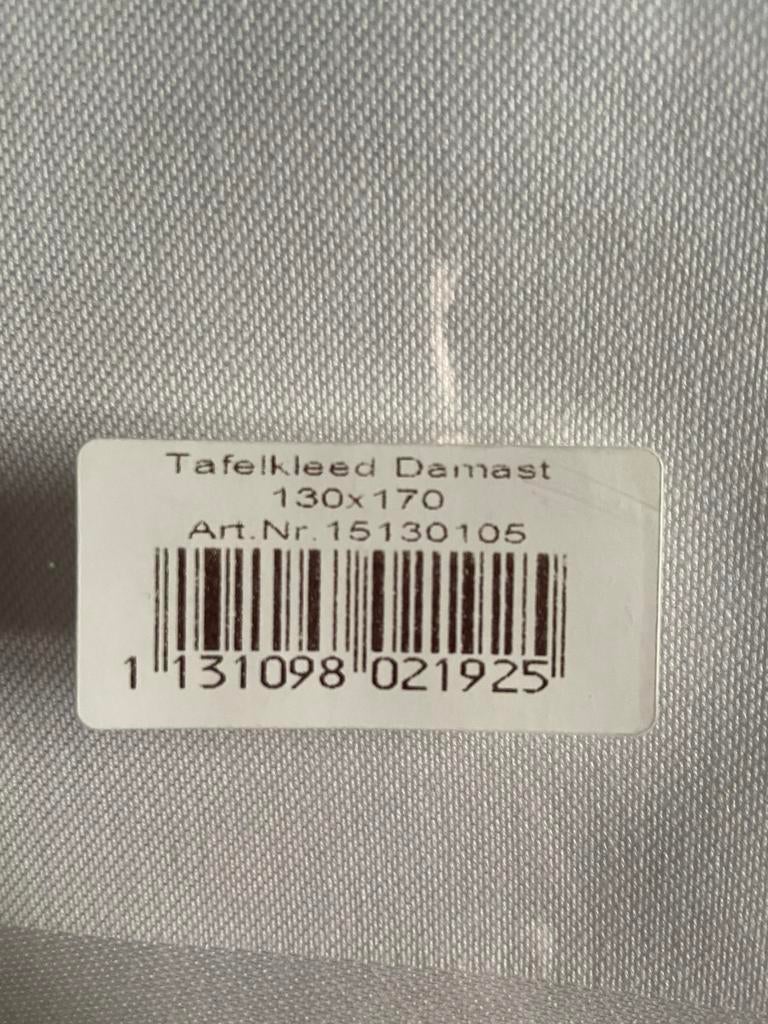 Tafelkleed Damast
130x170
Art.Nr.15130105
1 131098 021925